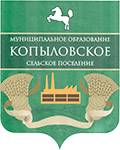 МУНИЦИПАЛЬНОЕ ОБРАЗОВАНИЕ
КОПЫЛОВСКОЕ
СЕЛЬСКОЕ ПОСЕЛЕНИЕ